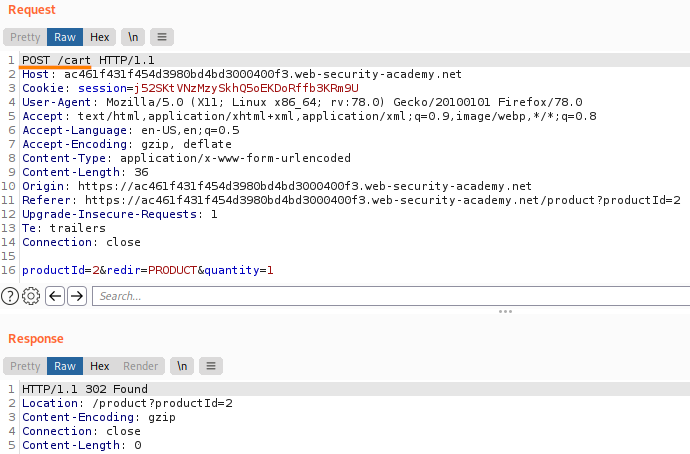 Request
Pretty Raw Hex \n ≡
1 POST /cart HTTP/1.1
2 Host: ac461f431f454d3980bd4bd3000400f3.web-security-academy.net
3 Cookie: session=j52SKtVNzMzySkhQ5oEKDoRffb3KRm9U
4 User-Agent: Mozilla/5.0 (X11; Linux x86_64; rv:78.0) Gecko/20100101 Firefox/78.0
5 Accept: text/html,application/xhtml+xml,application/xml;q=0.9,image/webp,*/*;q=0.8
6 Accept-Language: en-US,en;q=0.5
7 Accept-Encoding: gzip, deflate
8 Content-Type: application/x-www-form-urlencoded
9 Content-Length: 36
10 Origin: https://ac461f431f454d3980bd4bd3000400f3.web-security-academy.net
11 Referer: https://ac461f431f454d3980bd4bd3000400f3.web-security-academy.net/product?productId=2
12 Upgrade-Insecure-Requests: 1
13 Te: trailers
14 Connection: close
15
16 productId=2&redir=PRODUCT&quantity=1
? ← → Search...
Response
Pretty Raw Hex Render \n ≡
1 HTTP/1.1 302 Found
2 Location: /product?productId=2
3 Content-Encoding: gzip
4 Connection: close
5 Content-Length: 0